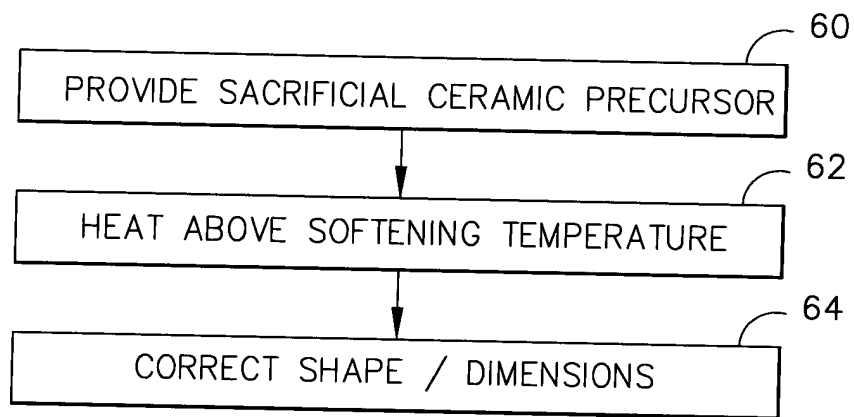 60
PROVIDE SACRIFICIAL CERAMIC PRECURSOR
62
HEAT ABOVE SOFTENING TEMPERATURE
64
CORRECT SHAPE / DIMENSIONS